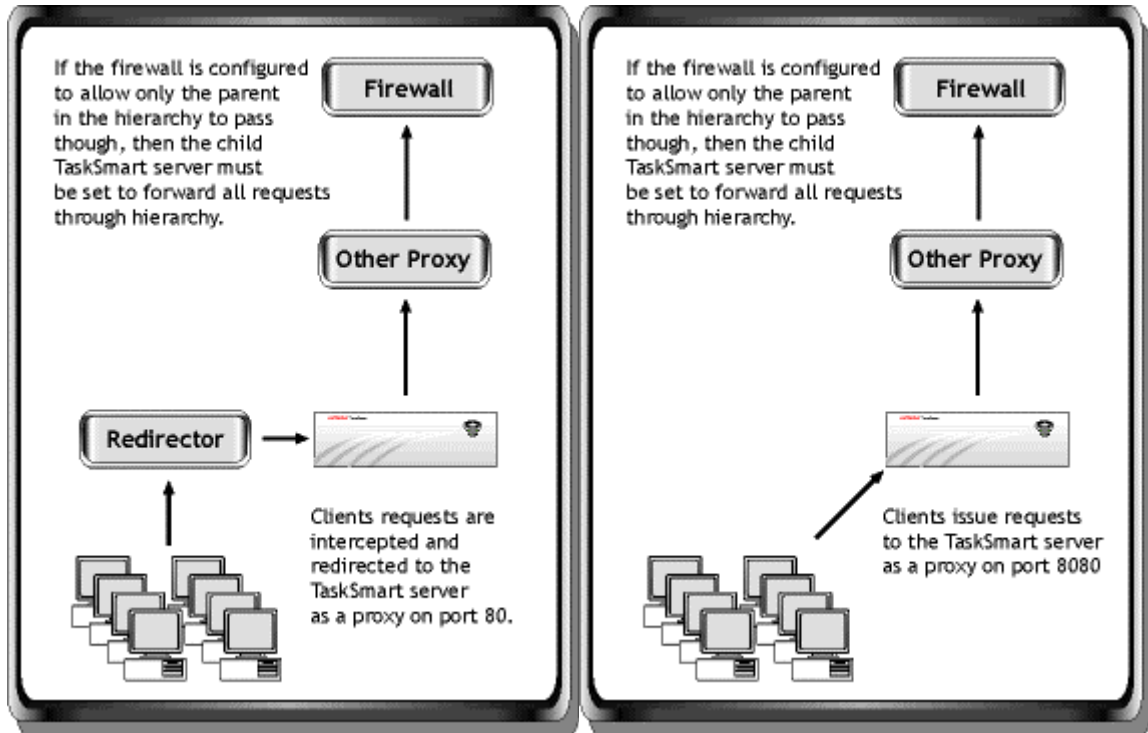 If the firewall is configured
to allow only the parent
in the hierarchy to pass
though, then the child
TaskSmart server must
be set to forward all requests
through hierarchy.
Firewall
Other Proxy
Redirector
Clients requests are
intercepted and
redirected to the
TaskSmart server
as a proxy on port 80.
If the firewall is configured
to allow only the parent
in the hierarchy to pass
though, then the child
TaskSmart server must
be set to forward all requests
through hierarchy.
Firewall
Other Proxy
Clients issue requests
to the TaskSmart server
as a proxy on port 8080